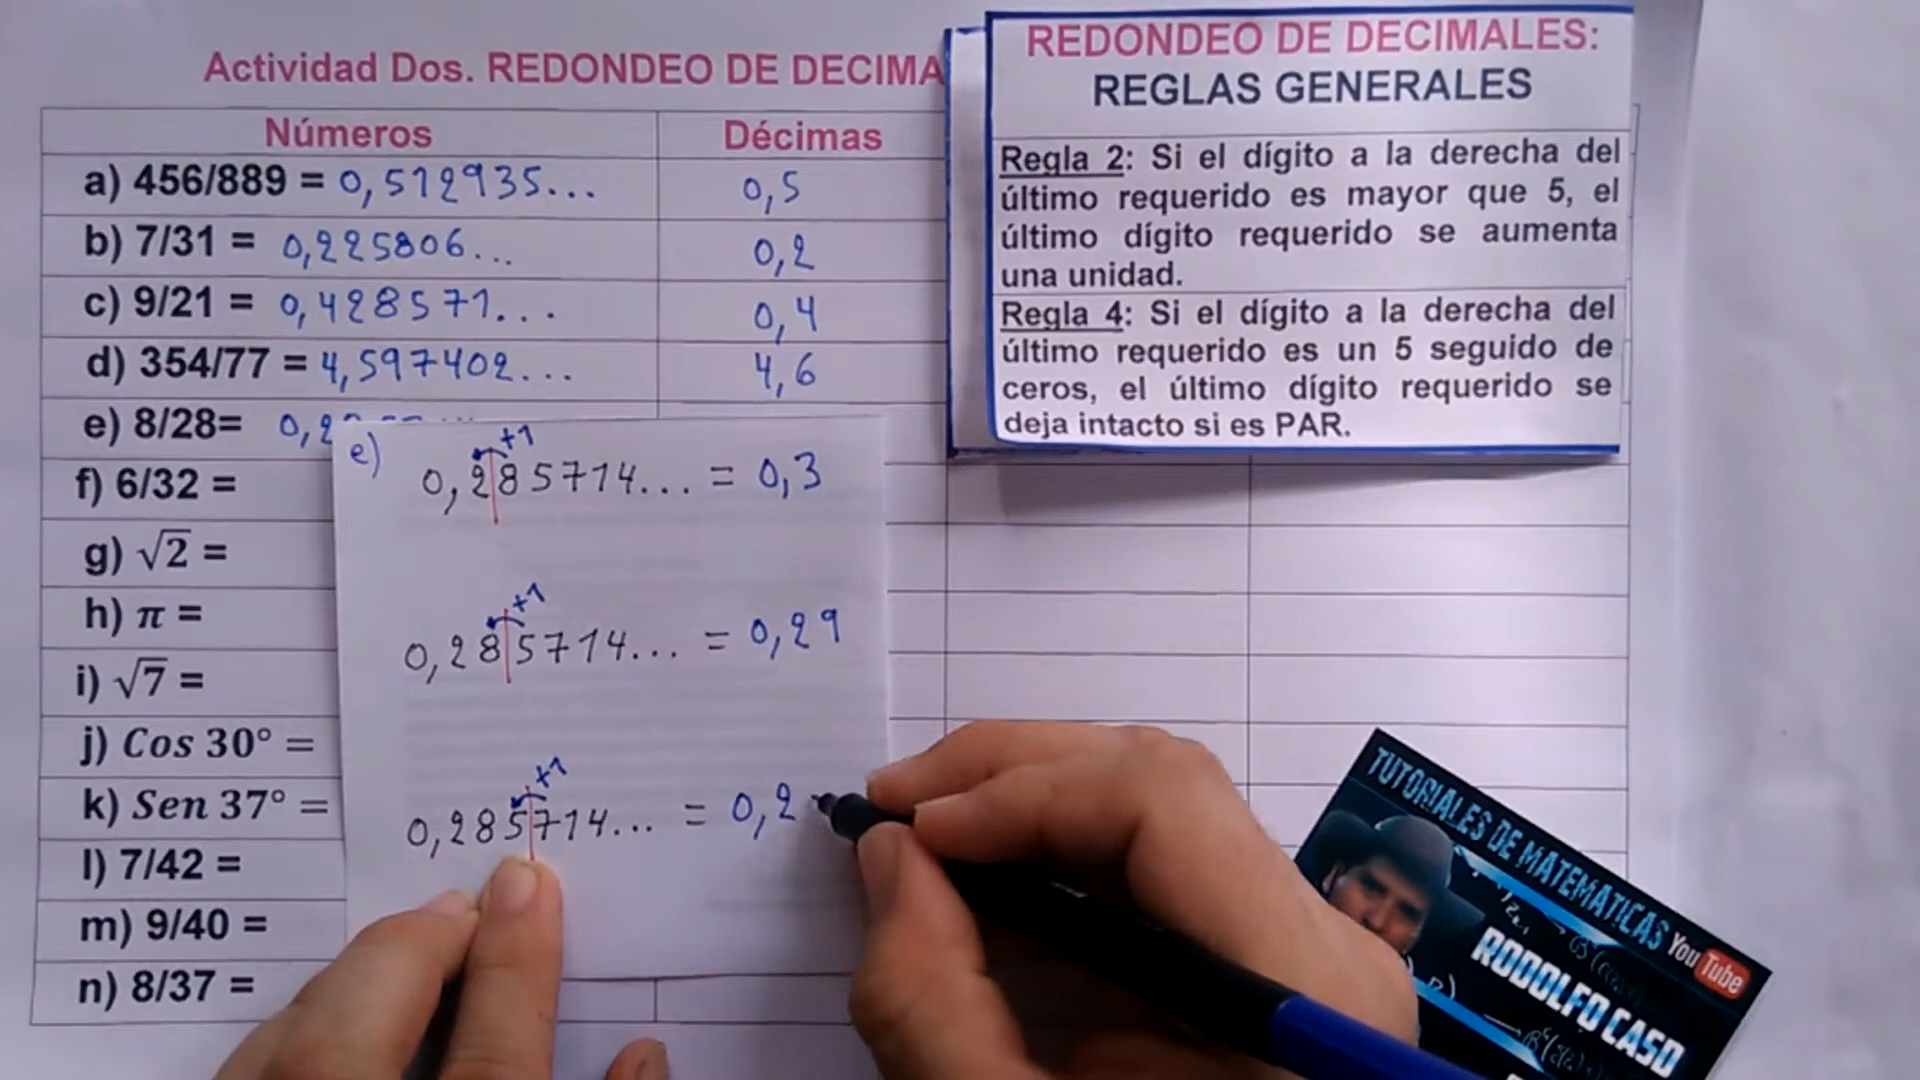 Actividad Dos. REDONDEO DE DECIMA
Números Décimas
a) 456/889 = 0,512935... 0,5
b) 7/31 = 0,225806... 0,2
c) 9/21 = 0,428571... 0,4
d) 354/77 = 4,597402... 4,6
e) 8/28= 0,2
f) 6/32 =
g) √2 =
h) π =
i) √7 =
j) Cos 30° =
k) Sen 37° =
l) 7/42 =
m) 9/40 =
n) 8/37 =
e)
+1
0,285714... = 0,3
+1
0,285714... = 0,29
+1
0,285714... = 0,2
REDONDEO DE DECIMALES:
REGLAS GENERALES
Regla 2: Si el dígito a la derecha del
último requerido es mayor que 5, el
último dígito requerido se aumenta
una unidad.
Regla 4: Si el dígito a la derecha del
último requerido es un 5 seguido de
ceros, el último dígito requerido se
deja intacto si es PAR.
TUTORIALES DE MATEMATICAS YouTube
RODOLFO CASO